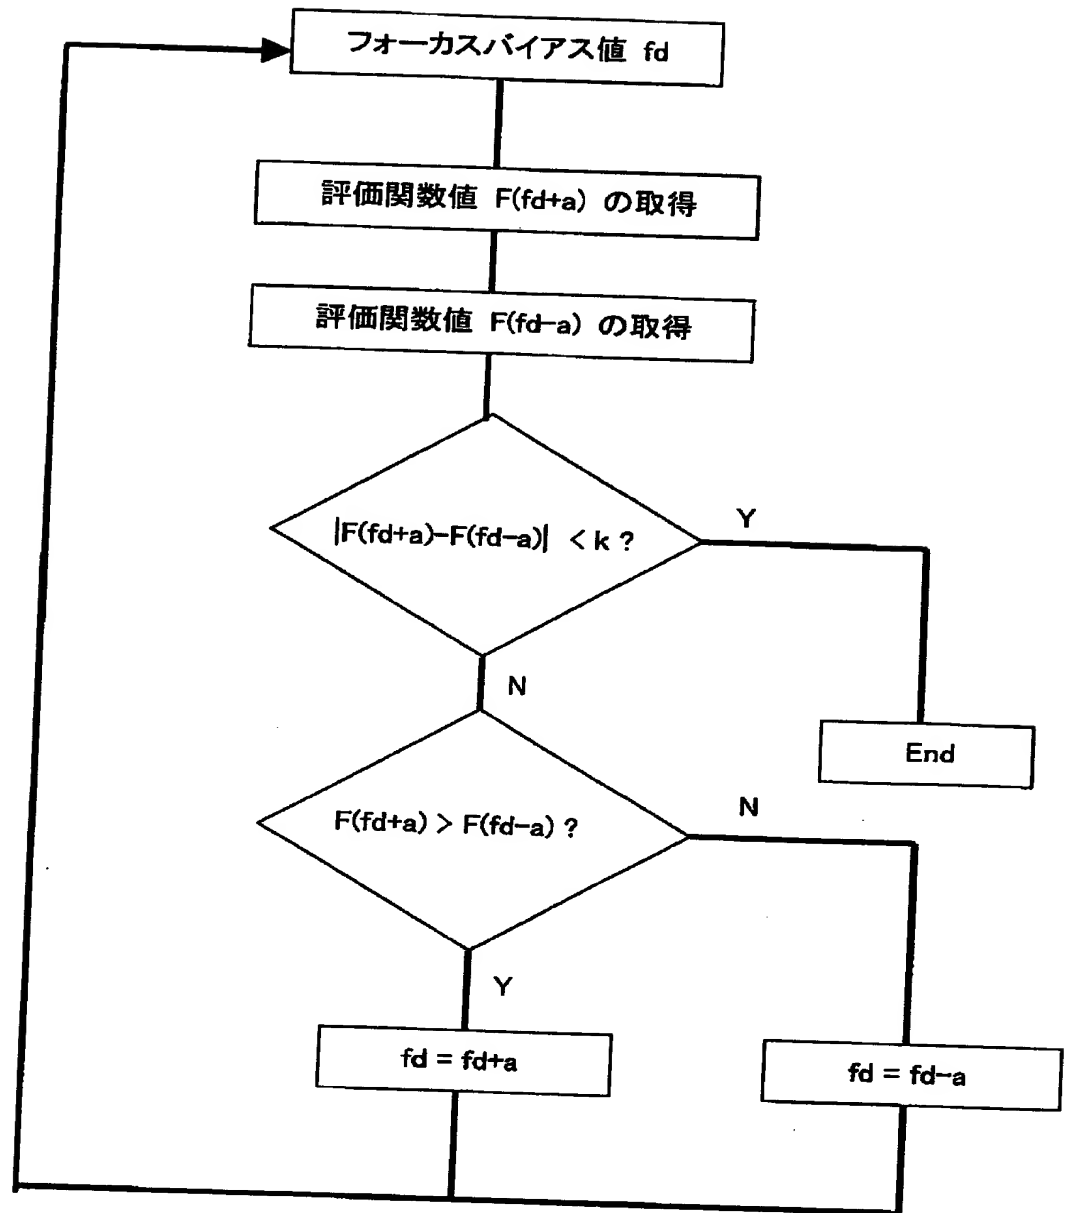 フォーカスバイアス値 fd
評価関数値 F(fd+a) の取得
評価関数値 F(fd-a) の取得
|F(fd+a)-F(fd-a)| < k ?
Y
N
End
F(fd+a) > F(fd-a) ?
N
Y
fd = fd+a
fd = fd-a